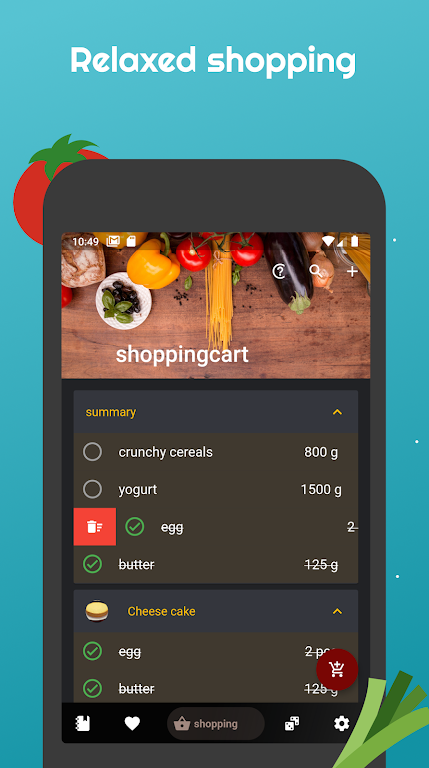 Relaxed shopping
10:49
shoppingcart
summary
crunchy cereals 800 g
yogurt 1500 g
egg 2
butter 125 g
Cheese cake
egg 2
butter 125 g
shopping